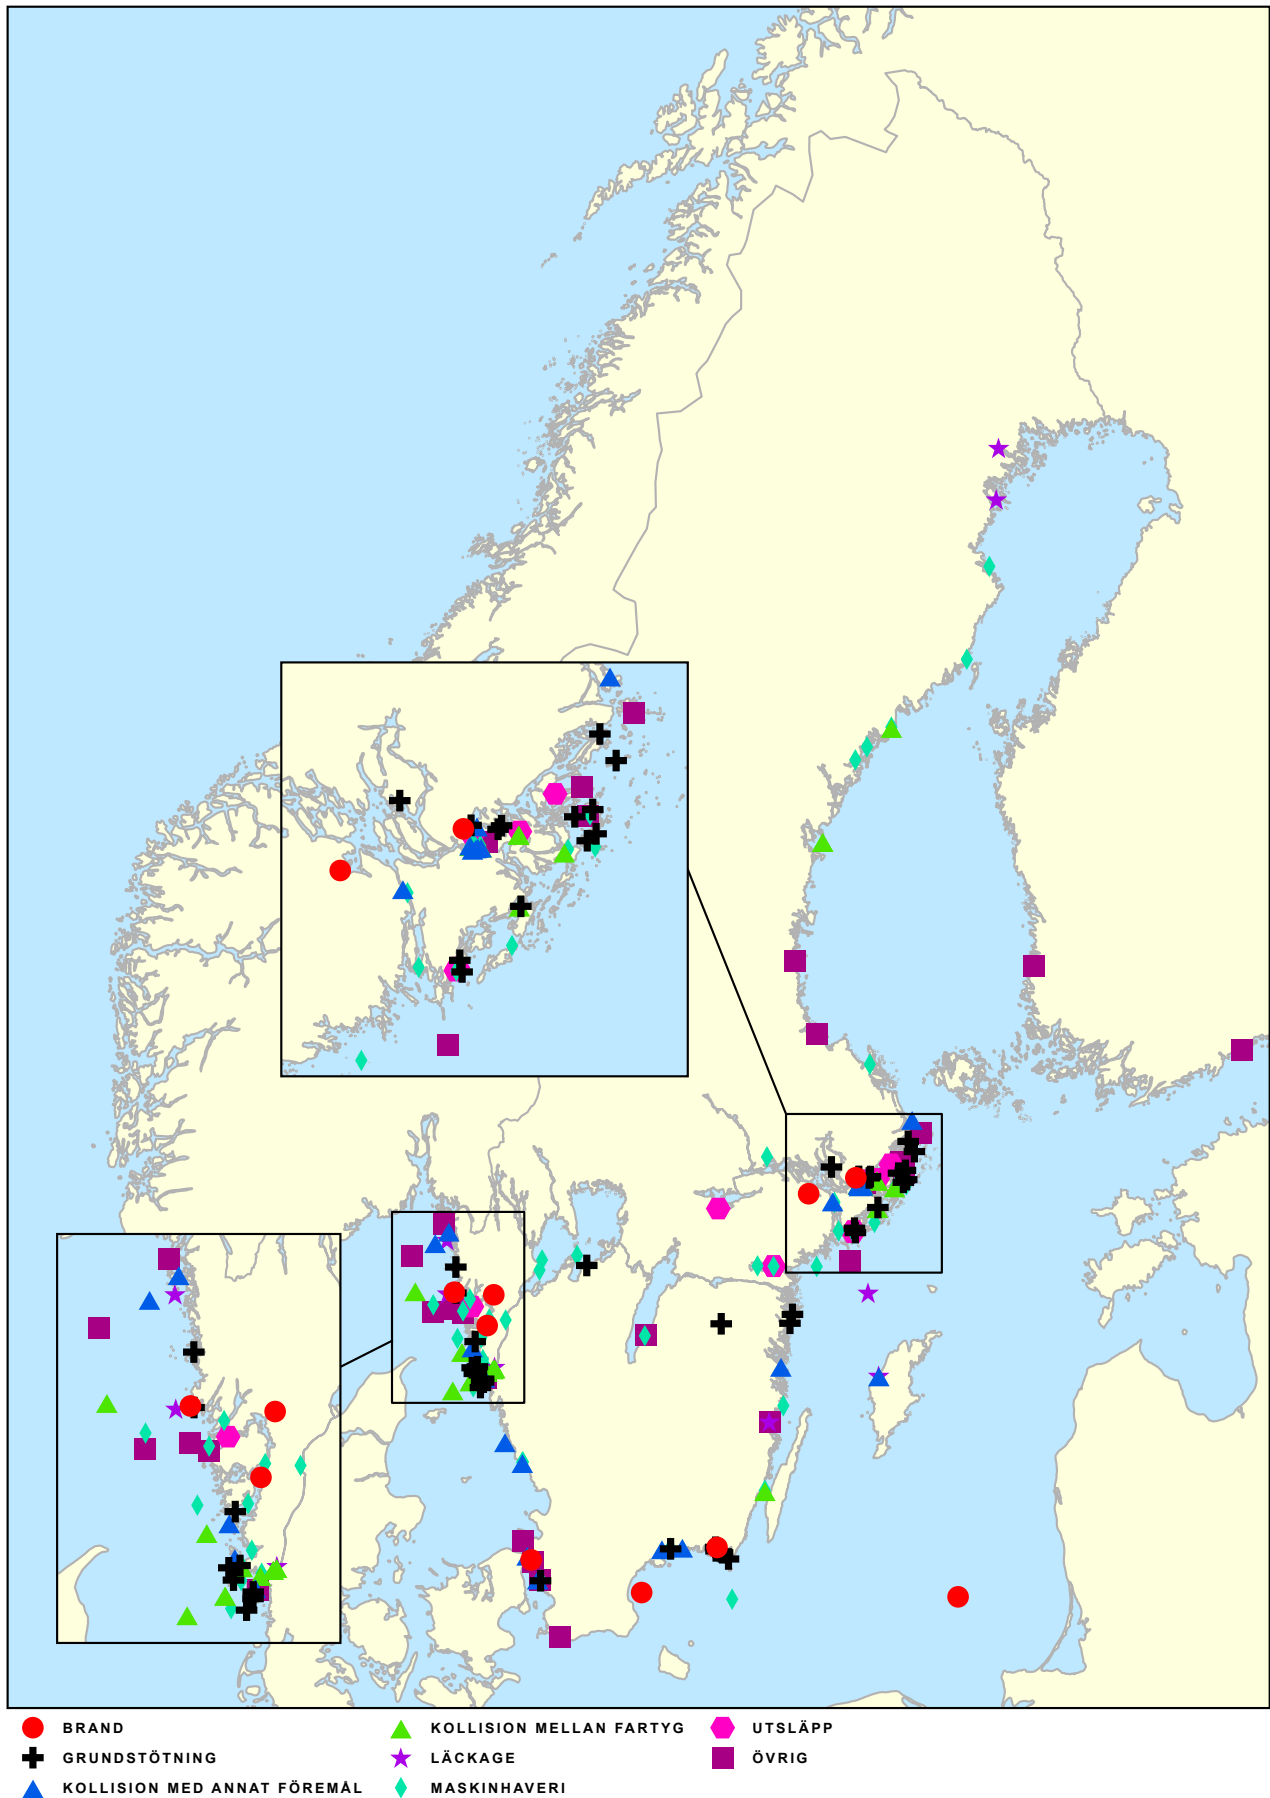 BRAND
GRUNDSTÖTNING
KOLLISION MED ANNAT FÖREMÅL
KOLLISION MELLAN FARTYG
LÄCKAGE
MASKINHAVERI
UTSLÄPP
ÖVRIG